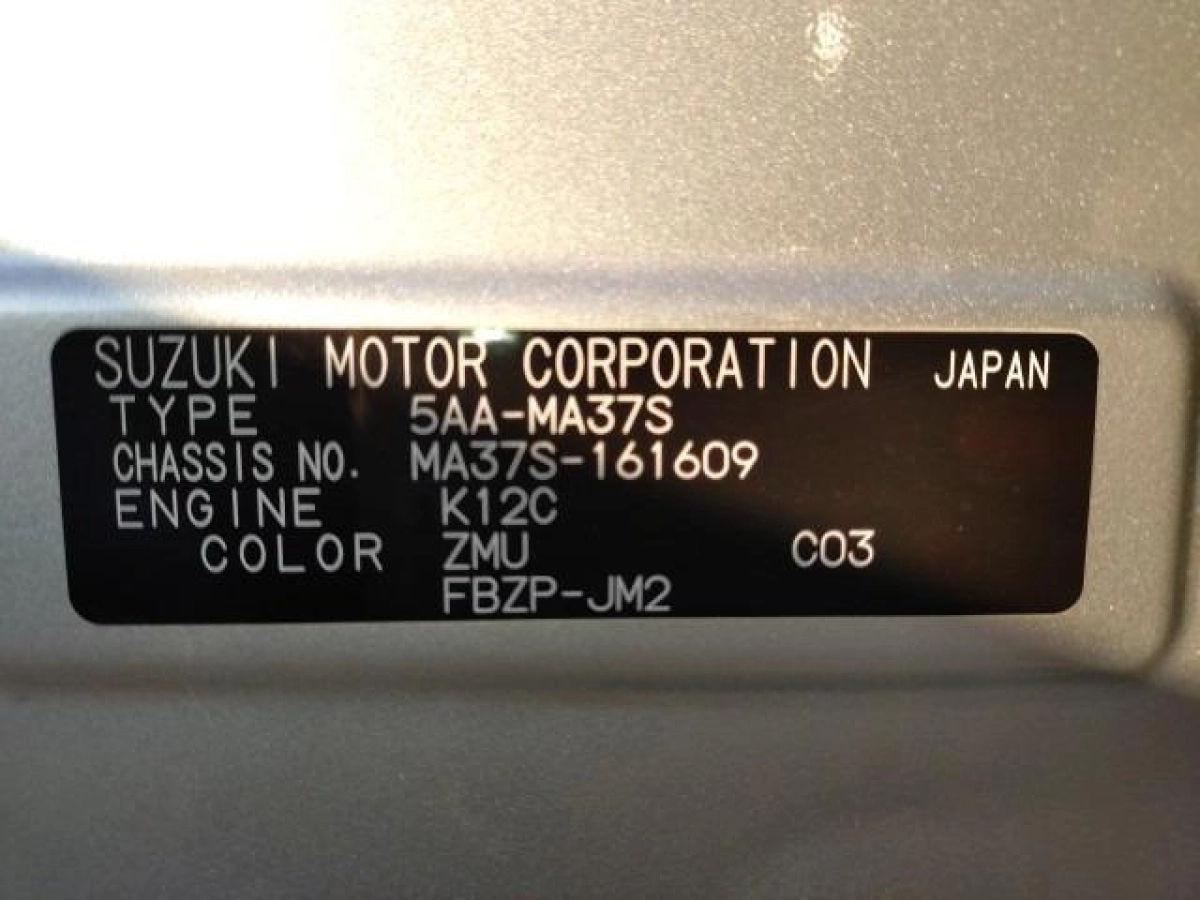 SUZUKI MOTOR CORPORATION JAPAN
TYPE 5AA-MA37S
CHASSIS NO. MA37S-161609
ENGINE K12C
COLOR ZMU C03
FBZP-JM2